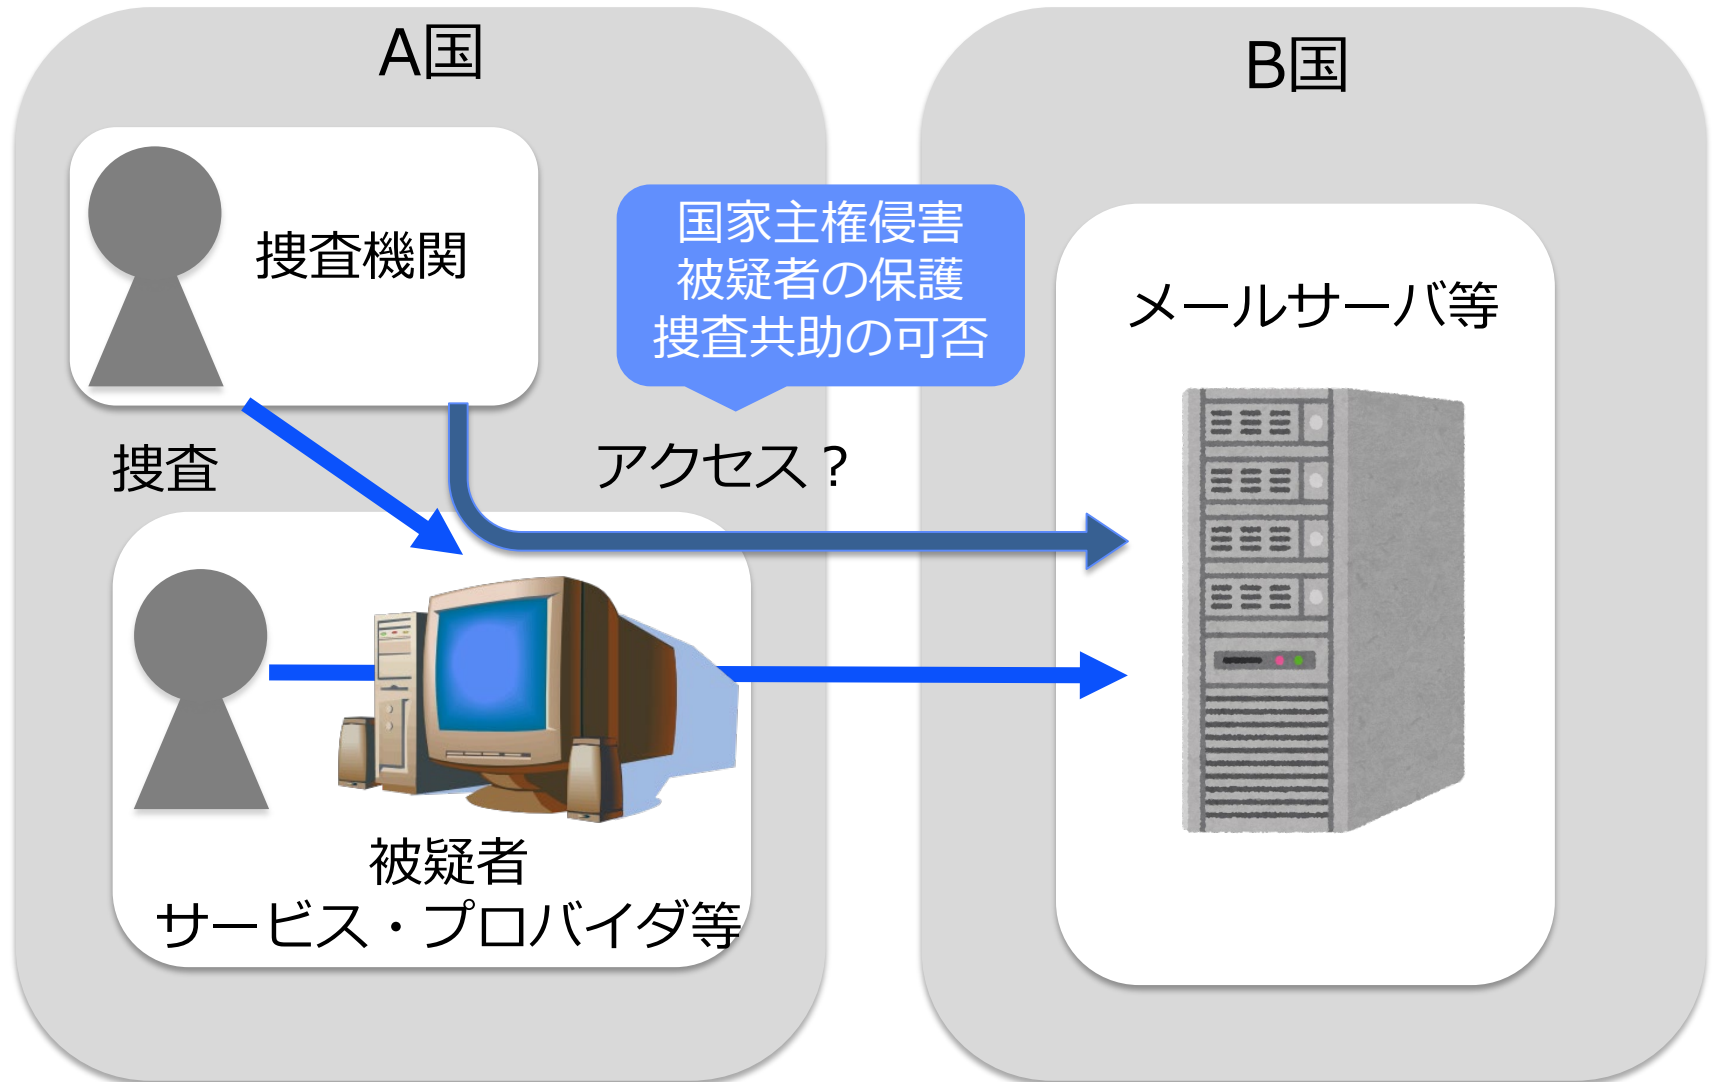 A国
B国
捜査機関
国家主権侵害
被疑者の保護
捜査共助の可否
メールサーバ等
捜査
アクセス？
被疑者
サービス・プロバイダ等